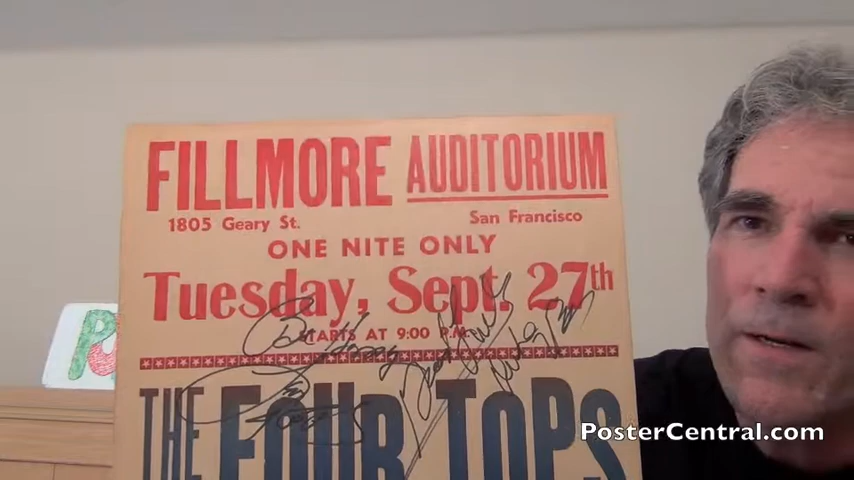 FILLMORE AUDITORIUM
1805 Geary St. San Francisco
ONE NITE ONLY
Tuesday, Sept. 27th
STARTS AT 9:00 P.M.
THE FOUR TOPS
PosterCentral.com